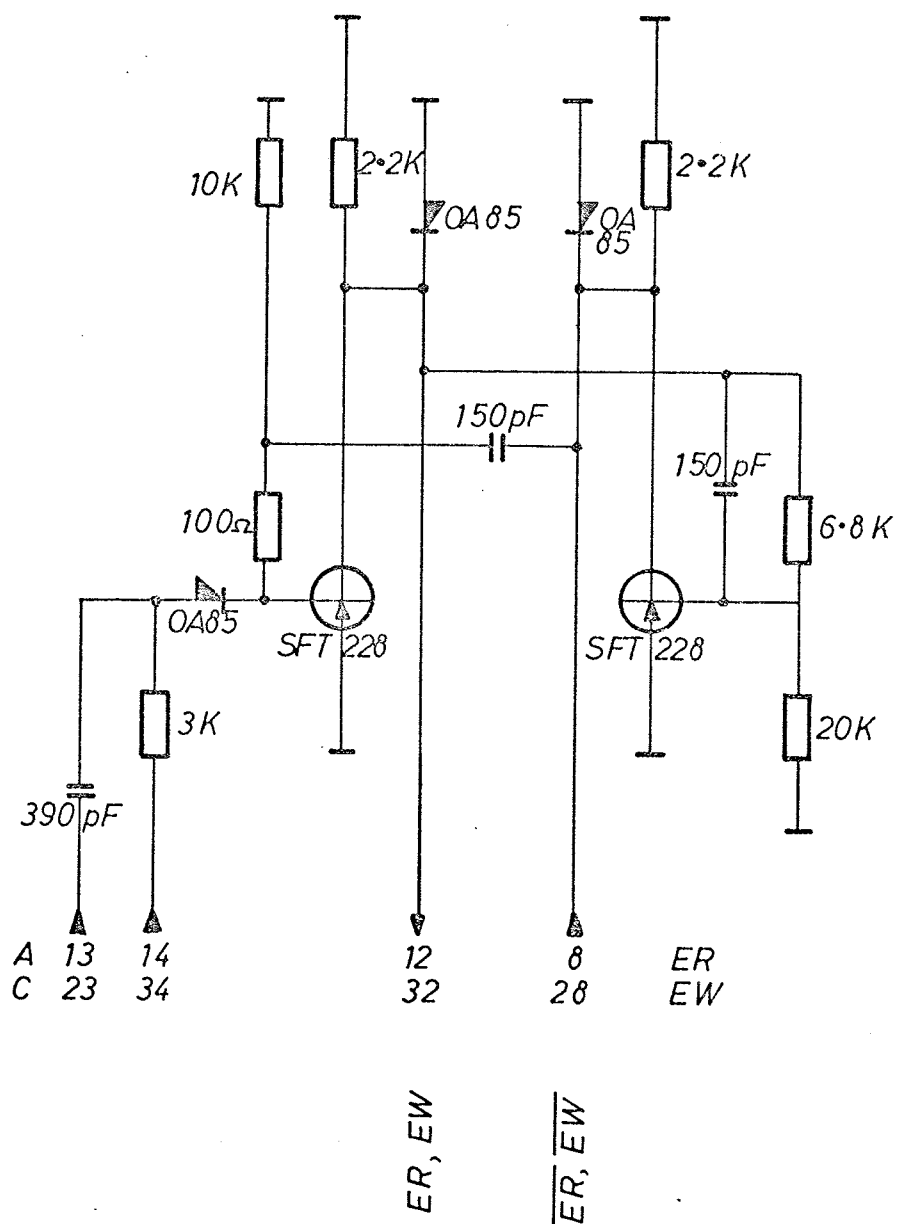 10K
2·2K
OA85
OA
85
2·2K
150pF
150 pF
100Ω
6·8K
OA85
SFT 228
SFT 228
3K
20K
390 pF
A 13 14 12 8 ER
C 23 34 32 28 EW
ER, EW
ER, EW